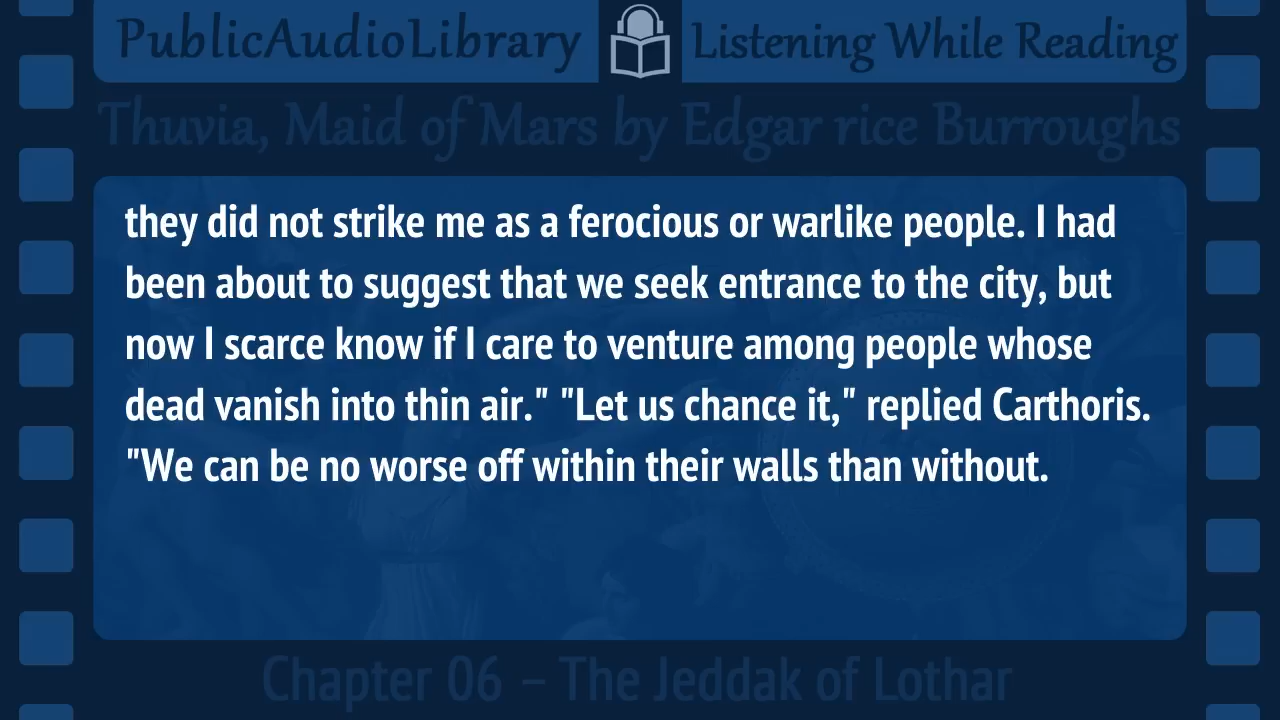 PublicAudioLibrary Listening While Reading
Thuvia, Maid of Mars by Edgar rice Burroughs
they did not strike me as a ferocious or warlike people. I had
been about to suggest that we seek entrance to the city, but
now I scarce know if I care to venture among people whose
dead vanish into thin air." "Let us chance it," replied Carthoris.
"We can be no worse off within their walls than without.
Chapter 06 – The Jeddak of Lothar